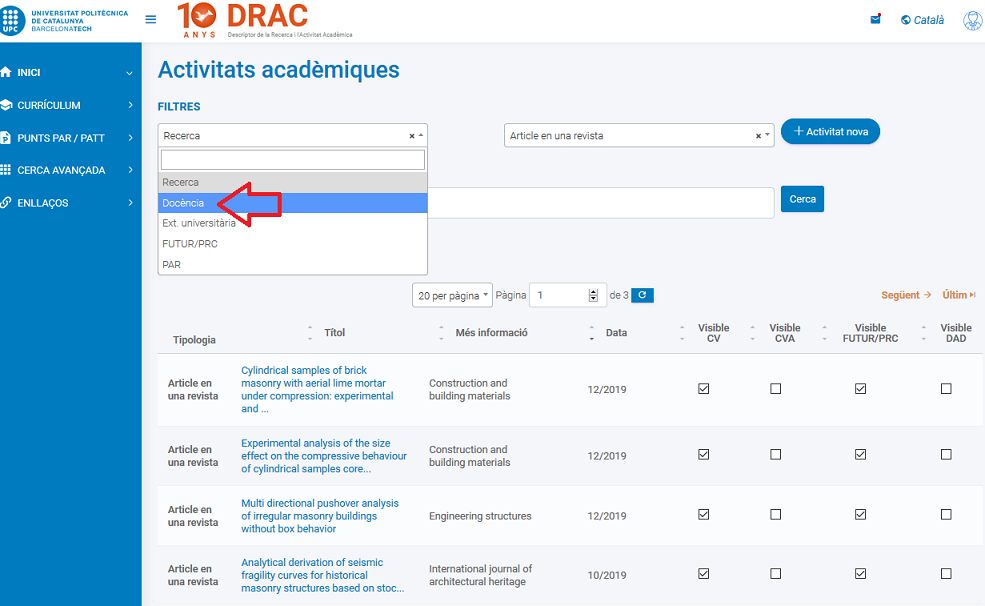 UNIVERSITAT POLITÈCNICA
DE CATALUNYA
BARCELONATECH
UPC
10 DRAC
ANYS
Descriptor de la Recerca i l'Activitat Acadèmica
Català
INICI
CURRÍCULUM
PUNTS PAR / PATT
CERCA AVANÇADA
ENLLAÇOS
Activitats acadèmiques
FILTRES
Recerca
Article en una revista
+ Activitat nova
Recerca
Docència
Ext. universitària
FUTUR/PRC
PAR
Cerca
20 per pàgina Pàgina 1 de 3
Següent
Últim
Tipologia
Títol
Més informació
Data
Visible
CV
Visible
CVA
Visible
FUTUR/PRC
Visible
DAD
Article en
una revista
Cylindrical samples of brick
masonry with aerial lime mortar
under compression: experimental
and ...
Construction and
building materials
12/2019
Article en
una revista
Experimental analysis of the size
effect on the compressive behaviour
of cylindrical samples core...
Construction and
building materials
12/2019
Article en
una revista
Multi directional pushover analysis
of irregular masonry buildings
without box behavior
Engineering structures
12/2019
Article en
una revista
Analytical derivation of seismic
fragility curves for historical
masonry structures based on stoc...
International journal of
architectural heritage
10/2019